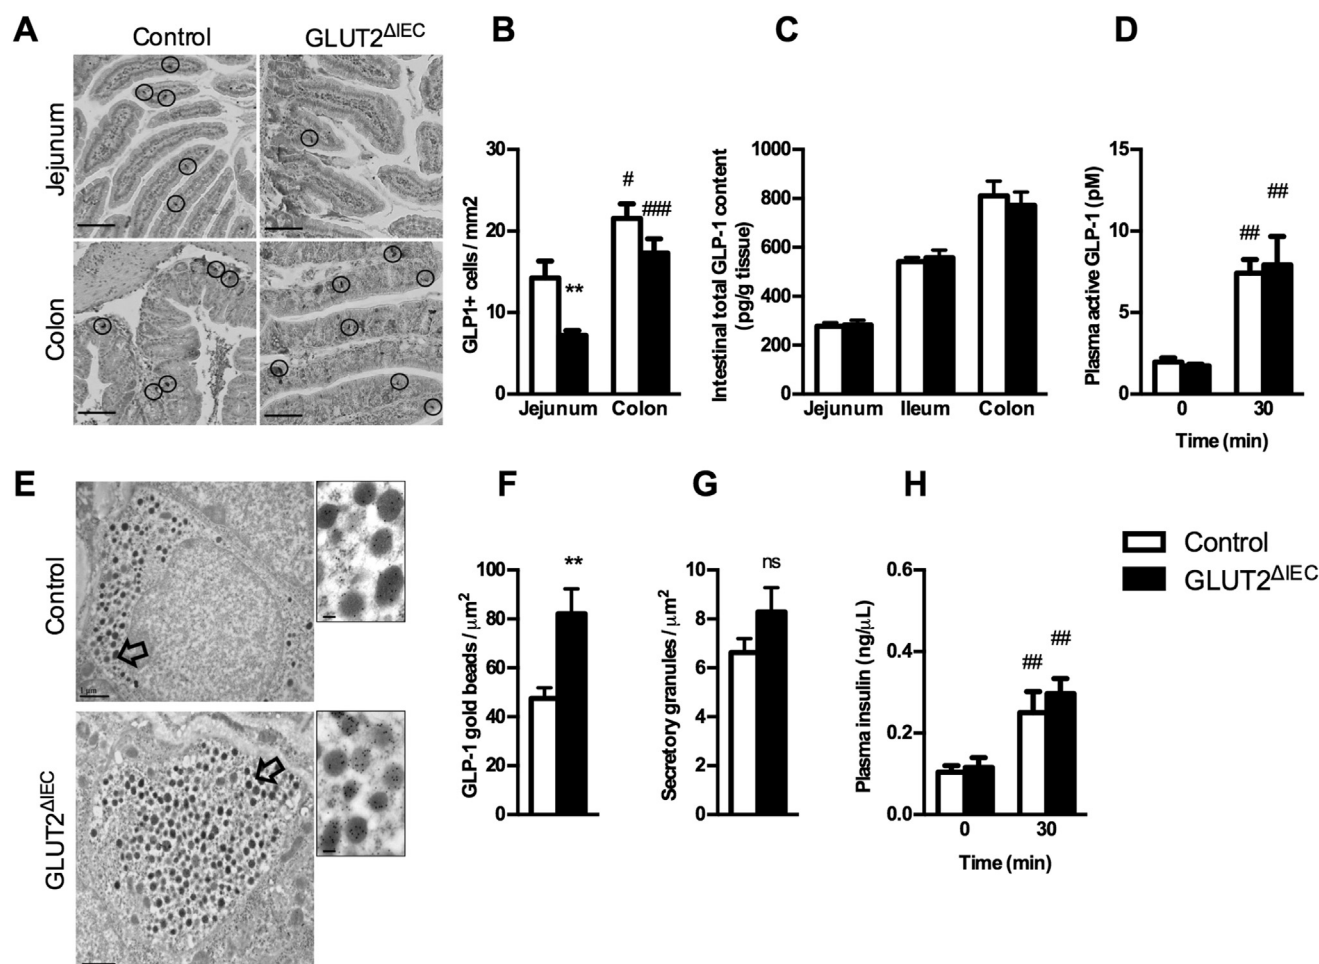 A
Control
GLUT2ΔIEC
Jejunum
Colon
B
GLP1+ cells / mm2
30
20
10
0
**
#
###
Jejunum
Colon
C
Intestinal total GLP-1 content
(pg/g tissue)
1000
800
600
400
200
0
Jejunum
Ileum
Colon
D
Plasma active GLP-1 (pM)
15
10
5
0
##
##
0
30
Time (min)
E
Control
1 µm
GLUT2ΔIEC
F
GLP-1 gold beads / µm2
100
80
60
40
20
0
**
G
Secretory granules / µm2
10
8
6
4
2
0
ns
H
Plasma insulin (ng/µL)
0.6
0.4
0.2
0.0
##
##
0
30
Time (min)
Control
GLUT2ΔIEC